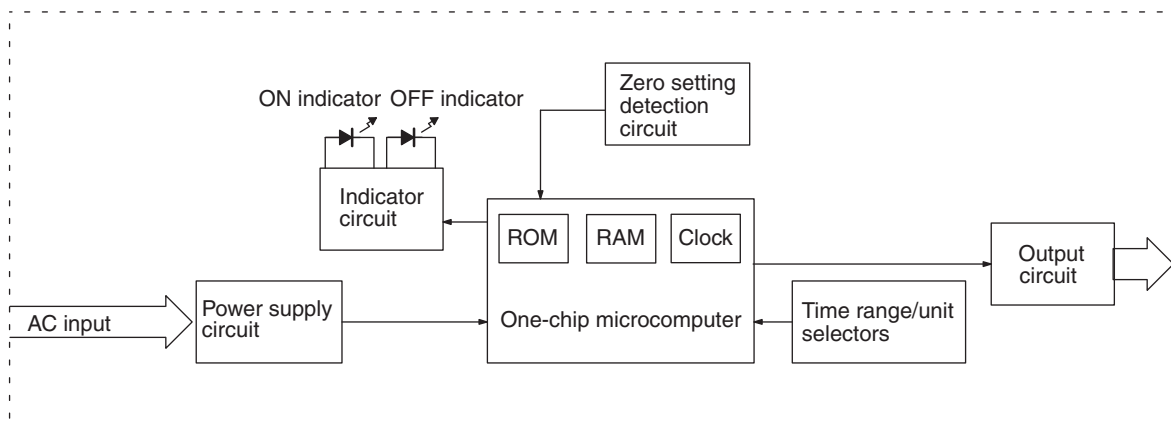 Zero setting
detection
circuit
ON indicator
OFF indicator
Indicator
circuit
ROM
RAM
Clock
One-chip microcomputer
Output
circuit
AC input
Power supply
circuit
Time range/unit
selectors